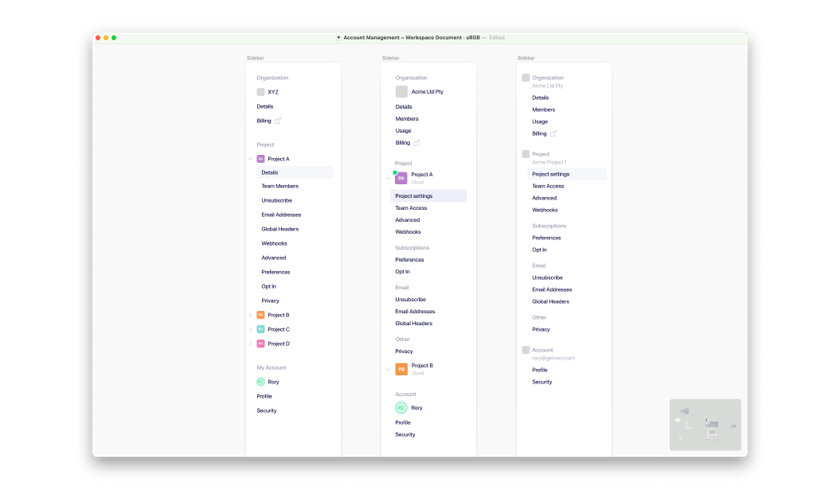 Account Management — Workspace Document · sRGB — Edited
Sidebar
Organization
XYZ
Details
Billing
Project
PA Project A
Details
Team Members
Unsubscribe
Email Addresses
Global Headers
Webhooks
Advanced
Preferences
Opt In
Privacy
Project B
Project C
Project D
My Account
RC Rory
Profile
Security
Sidebar
Organization
Acme Ltd Pty
Details
Members
Usage
Billing
Project
PA Project A
Cloud
Project settings
Team Access
Advanced
Webhooks
Subscriptions
Preferences
Opt In
Email
Unsubscribe
Email Addresses
Global Headers
Other
Privacy
PB Project B
Cloud
Account
RC Rory
Profile
Security
Sidebar
Organization
Acme Ltd Pty
Details
Members
Usage
Billing
Project
Acme Project 1
Project settings
Team Access
Advanced
Webhooks
Subscriptions
Preferences
Opt In
Email
Unsubscribe
Email Addresses
Global Headers
Other
Privacy
Account
rory@getvero.com
Profile
Security